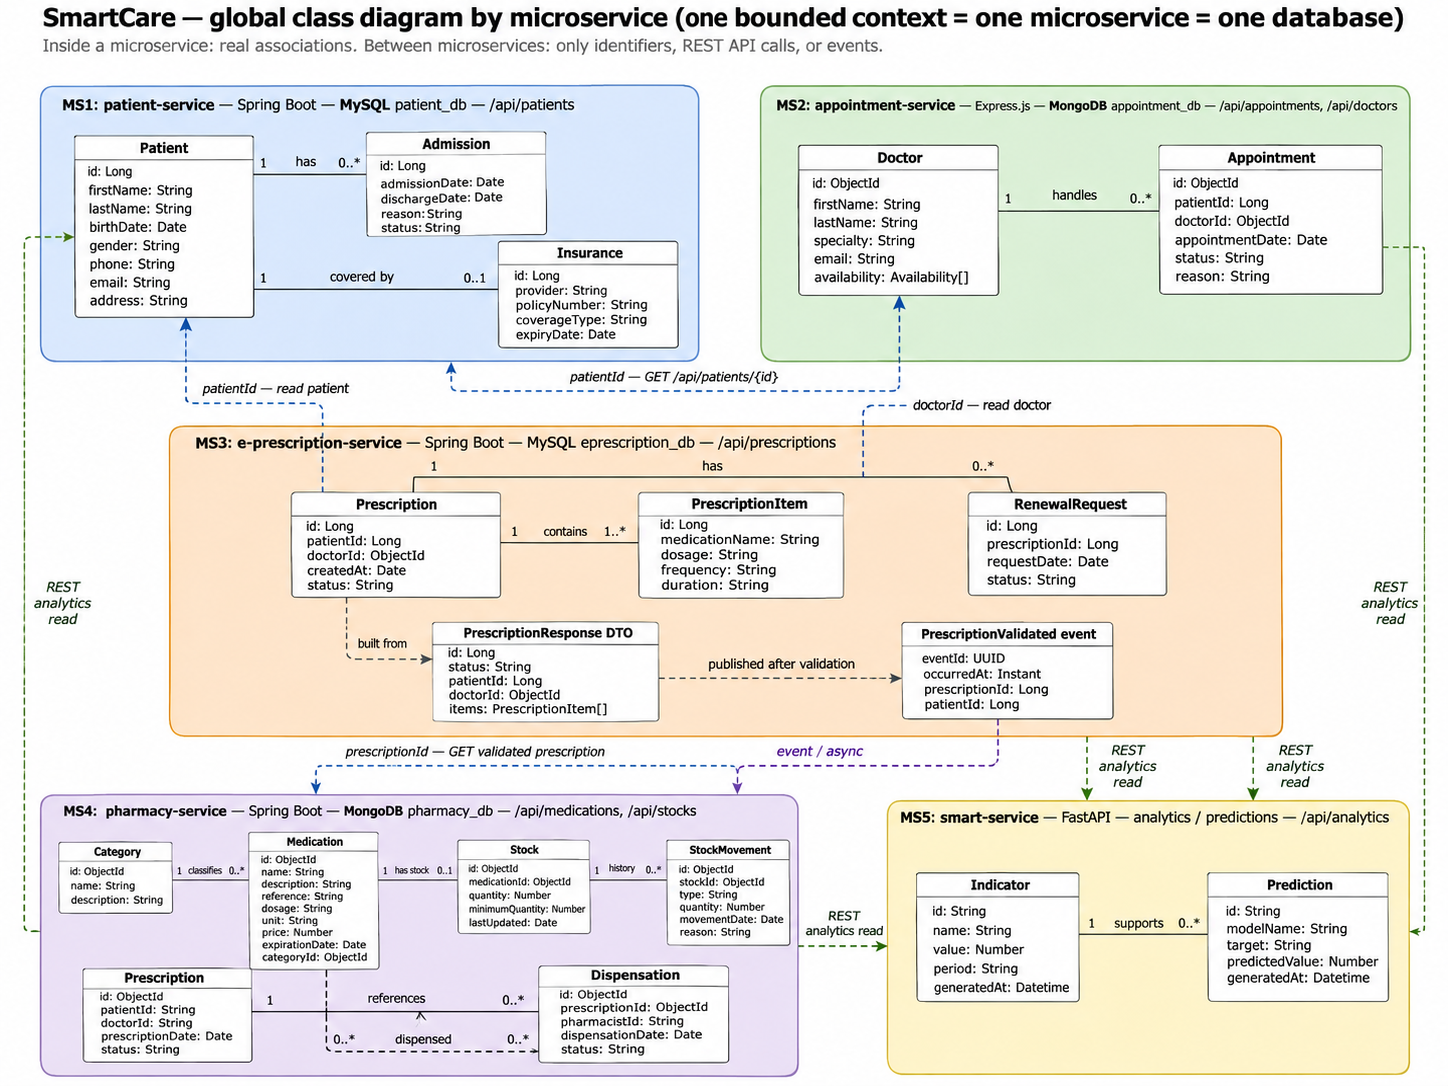 SmartCare — global class diagram by microservice (one bounded context = one microservice = one database)
Inside a microservice: real associations. Between microservices: only identifiers, REST API calls, or events.
MS1: patient-service — Spring Boot — MySQL patient_db — /api/patients
Patient
id: Long
firstName: String
lastName: String
birthDate: Date
gender: String
phone: String
email: String
address: String
1 has 0..*
Admission
id: Long
admissionDate: Date
dischargeDate: Date
reason: String
status: String
1 covered by 0..1
Insurance
id: Long
provider: String
policyNumber: String
coverageType: String
expiryDate: Date
MS2: appointment-service — Express.js — MongoDB appointment_db — /api/appointments, /api/doctors
Doctor
id: ObjectId
firstName: String
lastName: String
specialty: String
email: String
availability: Availability[]
1 handles 0..*
Appointment
id: ObjectId
patientId: Long
doctorId: ObjectId
appointmentDate: Date
status: String
reason: String
patientId — read patient
patientId — GET /api/patients/{id}
doctorId — read doctor
MS3: e-prescription-service — Spring Boot — MySQL eprescription_db — /api/prescriptions
1 has 0..*
Prescription
id: Long
patientId: Long
doctorId: ObjectId
createdAt: Date
status: String
1 contains 1..*
PrescriptionItem
id: Long
medicationName: String
dosage: String
frequency: String
duration: String
RenewalRequest
id: Long
prescriptionId: Long
requestDate: Date
status: String
built from
PrescriptionResponse DTO
id: Long
status: String
patientId: Long
doctorId: ObjectId
items: PrescriptionItem[]
published after validation
PrescriptionValidated event
eventId: UUID
occurredAt: Instant
prescriptionId: Long
patientId: Long
REST
analytics
read
REST
analytics
read
prescriptionId — GET validated prescription
event / async
REST
analytics
read
REST
analytics
read
MS4: pharmacy-service — Spring Boot — MongoDB pharmacy_db — /api/medications, /api/stocks
Category
id: ObjectId
name: String
description: String
1 classifies 0..*
Medication
id: ObjectId
name: String
description: String
reference: String
dosage: String
unit: String
price: Number
expirationDate: Date
categoryId: ObjectId
1 has stock 0..1
Stock
id: ObjectId
medicationId: ObjectId
quantity: Number
minimumQuantity: Number
lastUpdated: Date
1 history 0..*
StockMovement
id: ObjectId
stockId: ObjectId
type: String
quantity: Number
movementDate: Date
reason: String
Prescription
id: ObjectId
patientId: String
doctorId: String
prescriptionDate: Date
status: String
1 references 0..*
0..* dispensed 0..*
Dispensation
id: ObjectId
prescriptionId: ObjectId
pharmacistId: String
dispensationDate: Date
status: String
REST
analytics read
MS5: smart-service — FastAPI — analytics / predictions — /api/analytics
Indicator
id: String
name: String
value: Number
period: String
generatedAt: Datetime
1 supports 0..*
Prediction
id: String
modelName: String
target: String
predictedValue: Number
generatedAt: Datetime